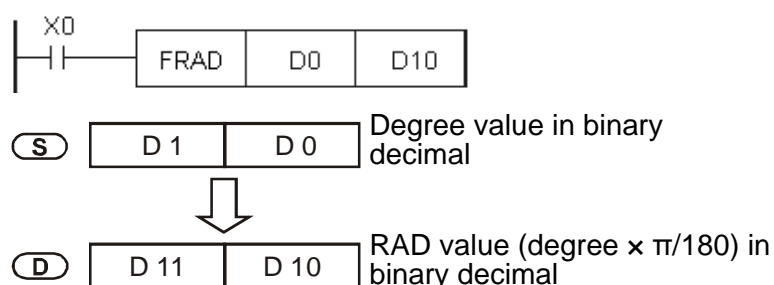 X0
FRAD D0 D10
S D 1 D 0 Degree value in binary
decimal
D D 11 D 10 RAD value (degree × π/180) in
binary decimal